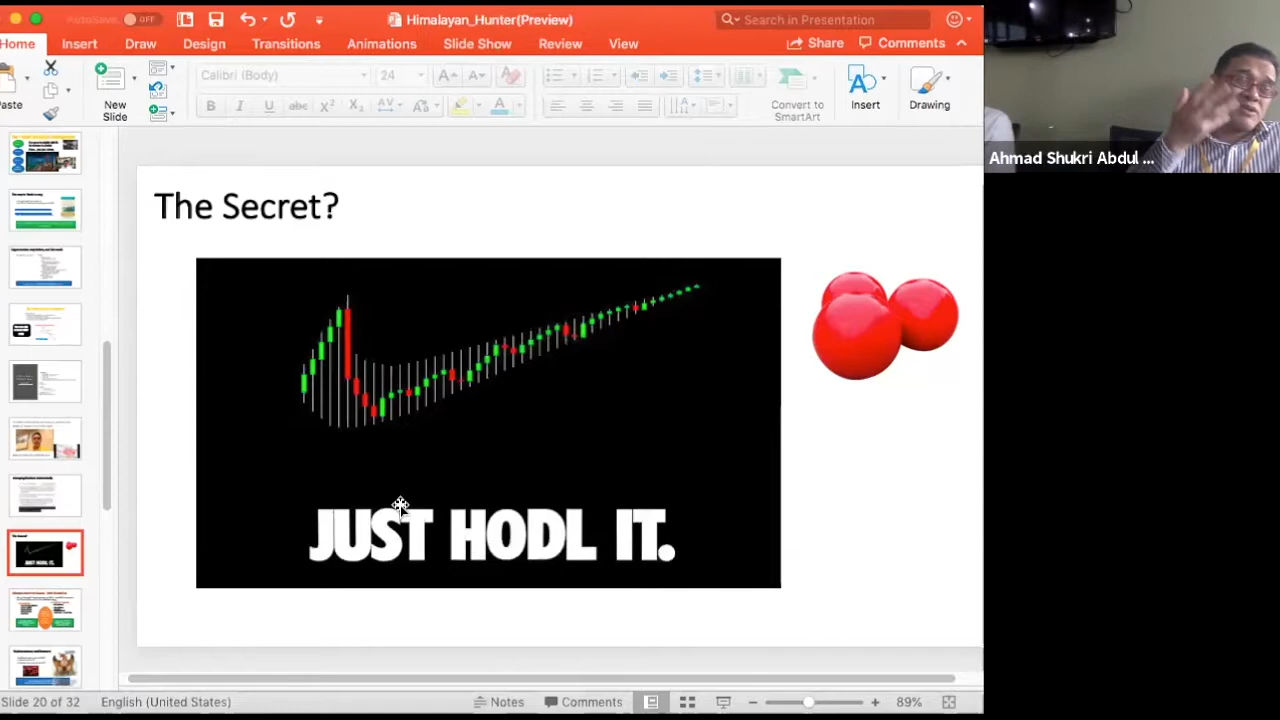 AutoSave OFF
Himalayan_Hunter(Preview)
Search in Presentation
Home Insert Draw Design Transitions Animations Slide Show Review View
Share Comments
Paste
New
Slide
Calibri (Body) 24
Convert to
SmartArt
Insert
Drawing
The Secret?
JUST HODL IT.
Ahmad Shukri Abdul ...
Slide 20 of 32 English (United States) Notes Comments 89%